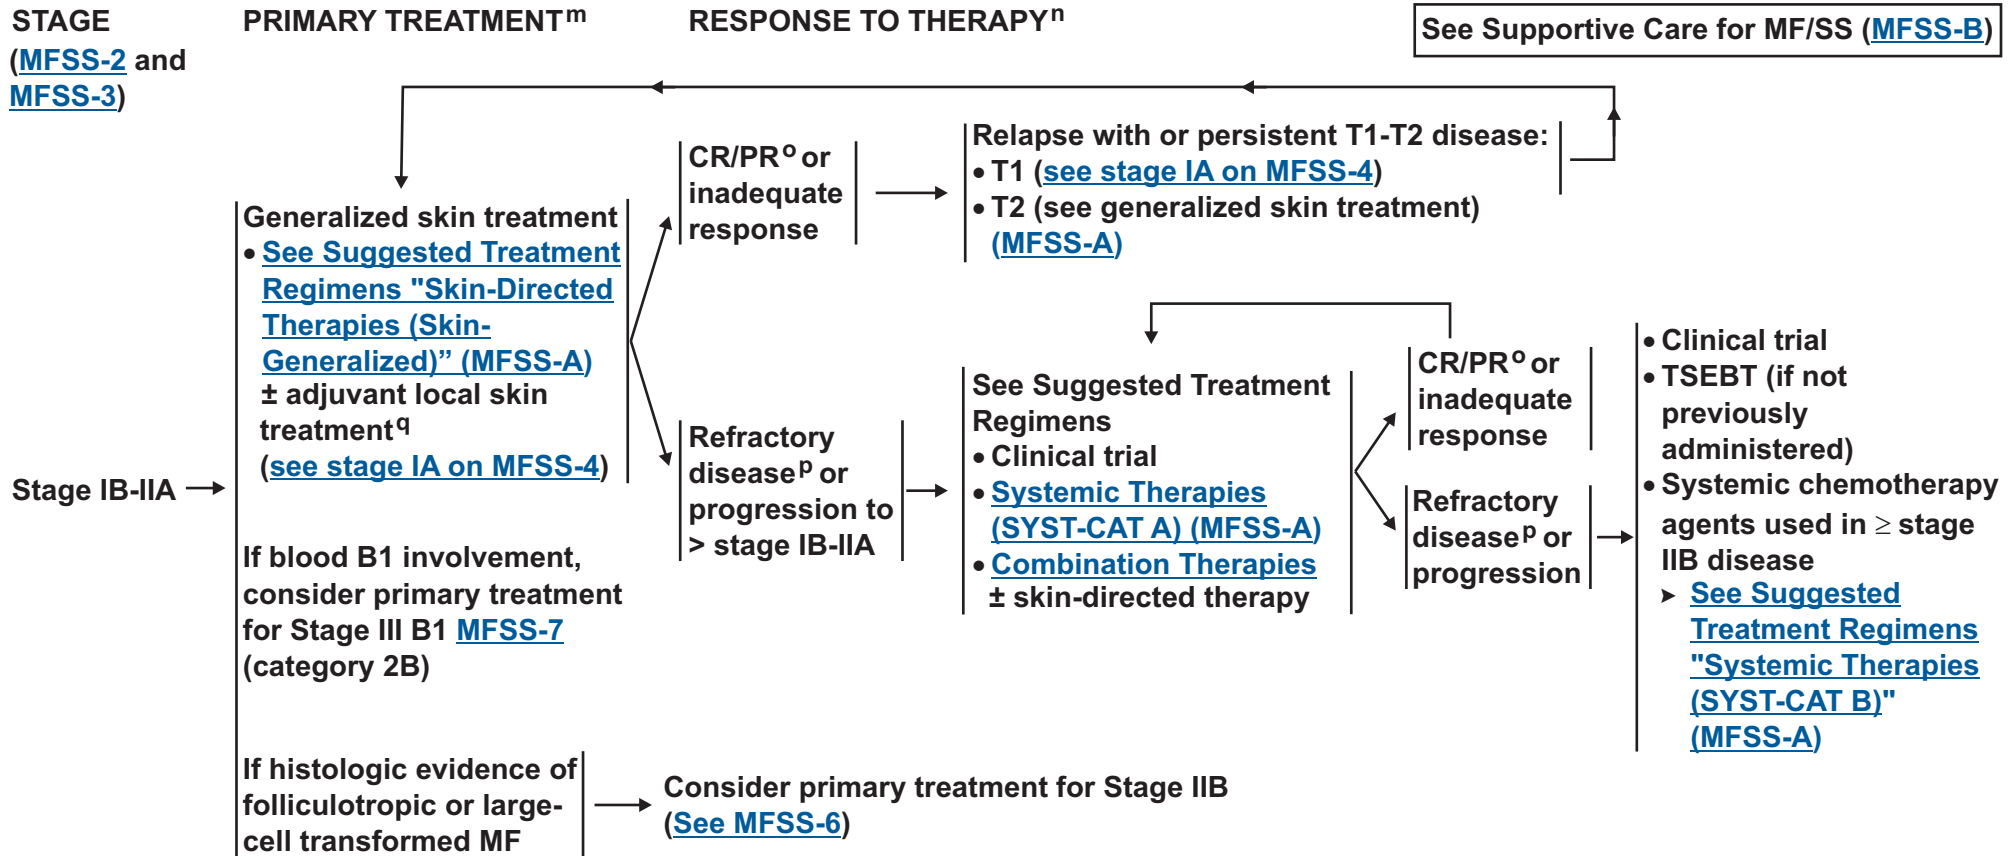 STAGE
(MFSS-2 and
MFSS-3)
PRIMARY TREATMENT m
RESPONSE TO THERAPY n
See Supportive Care for MF/SS (MFSS-B)
Stage IB-IIA
Generalized skin treatment
• See Suggested Treatment
Regimens "Skin-Directed
Therapies (Skin-
Generalized)” (MFSS-A)
± adjuvant local skin
treatment q
(see stage IA on MFSS-4)
If blood B1 involvement,
consider primary treatment
for Stage III B1 MFSS-7
(category 2B)
If histologic evidence of
folliculotropic or large-
cell transformed MF
Consider primary treatment for Stage IIB
(See MFSS-6)
CR/PR o or
inadequate
response
Relapse with or persistent T1-T2 disease:
• T1 (see stage IA on MFSS-4)
• T2 (see generalized skin treatment)
(MFSS-A)
Refractory
disease p or
progression to
> stage IB-IIA
See Suggested Treatment
Regimens
• Clinical trial
• Systemic Therapies
(SYST-CAT A) (MFSS-A)
• Combination Therapies
± skin-directed therapy
CR/PR o or
inadequate
response
Refractory
disease p or
progression
• Clinical trial
• TSEBT (if not
previously
administered)
• Systemic chemotherapy
agents used in ≥ stage
IIB disease
➤ See Suggested
Treatment Regimens
"Systemic Therapies
(SYST-CAT B)"
(MFSS-A)